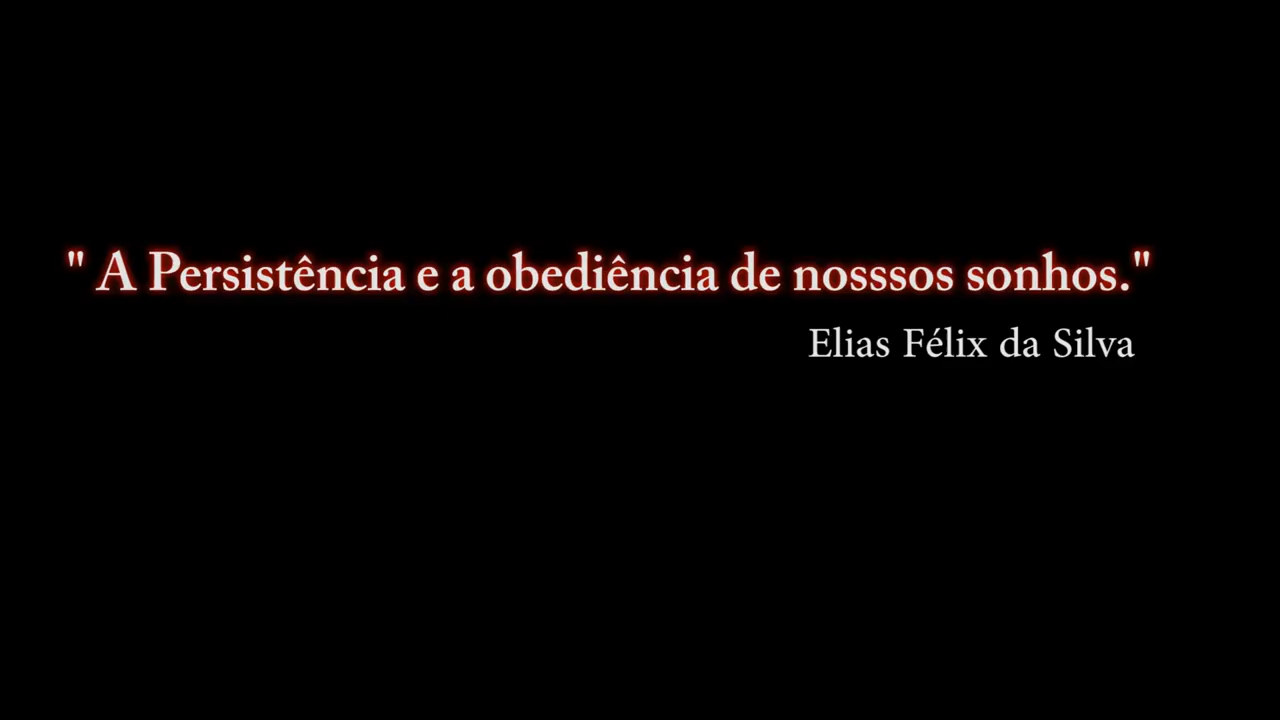 " A Persistência e a obediência de nosssos sonhos."
Elias Félix da Silva